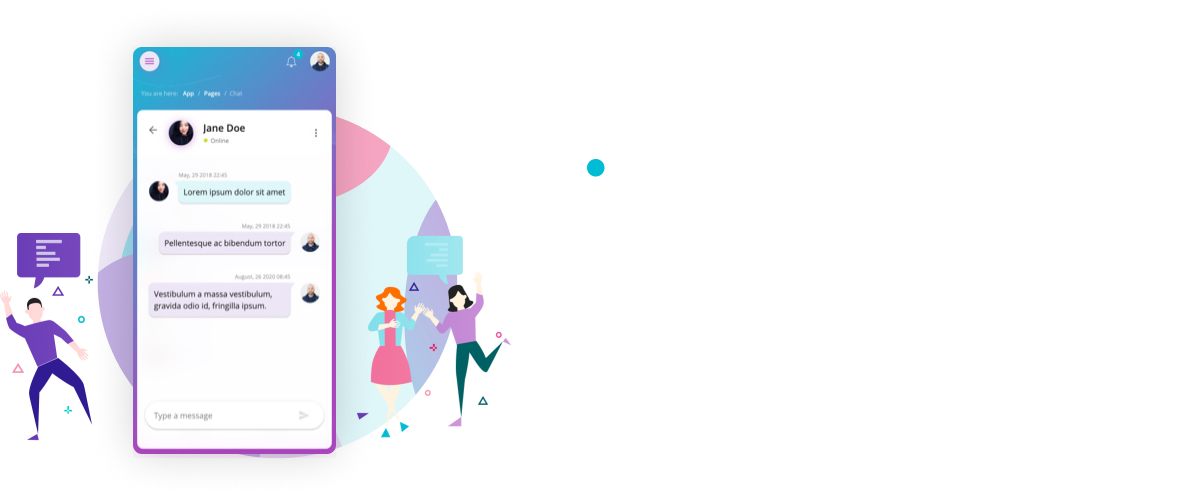 4
You are here: App / Pages / Chat
Jane Doe
Online
May, 29 2018 22:45
Lorem ipsum dolor sit amet
May, 29 2018 22:45
Pellentesque ac bibendum tortor
August, 26 2020 08:45
Vestibulum a massa vestibulum,
gravida odio id, fringilla ipsum.
Type a message